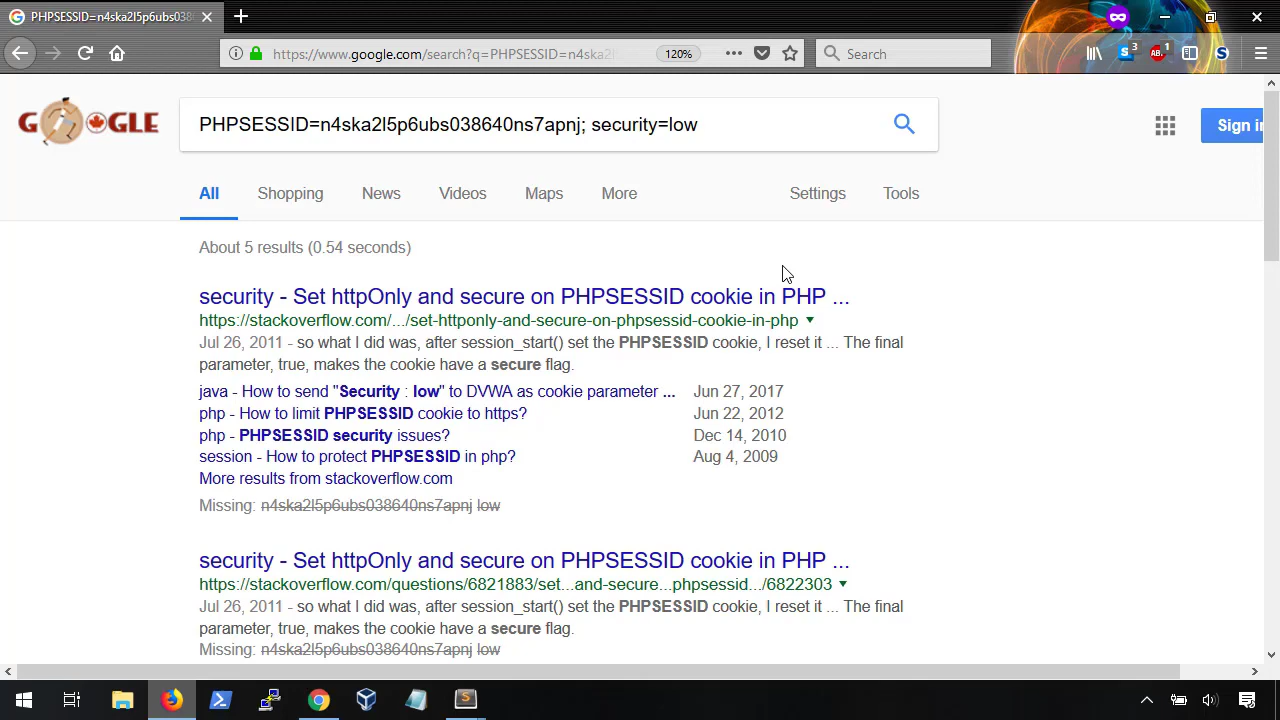 PHPSESSID=n4ska2l5p6ubs038
https://www.google.com/search?q=PHPSESSID=n4ska2l5
120%
Search
3
1
GOOGLE
PHPSESSID=n4ska2l5p6ubs038640ns7apnj; security=low
Sign in
All
Shopping
News
Videos
Maps
More
Settings
Tools
About 5 results (0.54 seconds)
security - Set httpOnly and secure on PHPSESSID cookie in PHP ...
https://stackoverflow.com/.../set-httponly-and-secure-on-phpsessid-cookie-in-php
Jul 26, 2011 - so what I did was, after session_start() set the PHPSESSID cookie, I reset it ... The final
parameter, true, makes the cookie have a secure flag.
java - How to send "Security : low" to DVWA as cookie parameter ... Jun 27, 2017
php - How to limit PHPSESSID cookie to https? Jun 22, 2012
php - PHPSESSID security issues? Dec 14, 2010
session - How to protect PHPSESSID in php? Aug 4, 2009
More results from stackoverflow.com
Missing: n4ska2l5p6ubs038640ns7apnj low
security - Set httpOnly and secure on PHPSESSID cookie in PHP ...
https://stackoverflow.com/questions/6821883/set...and-secure...phpsessid.../6822303
Jul 26, 2011 - so what I did was, after session_start() set the PHPSESSID cookie, I reset it ... The final
parameter, true, makes the cookie have a secure flag.
Missing: n4ska2l5p6ubs038640ns7apnj low